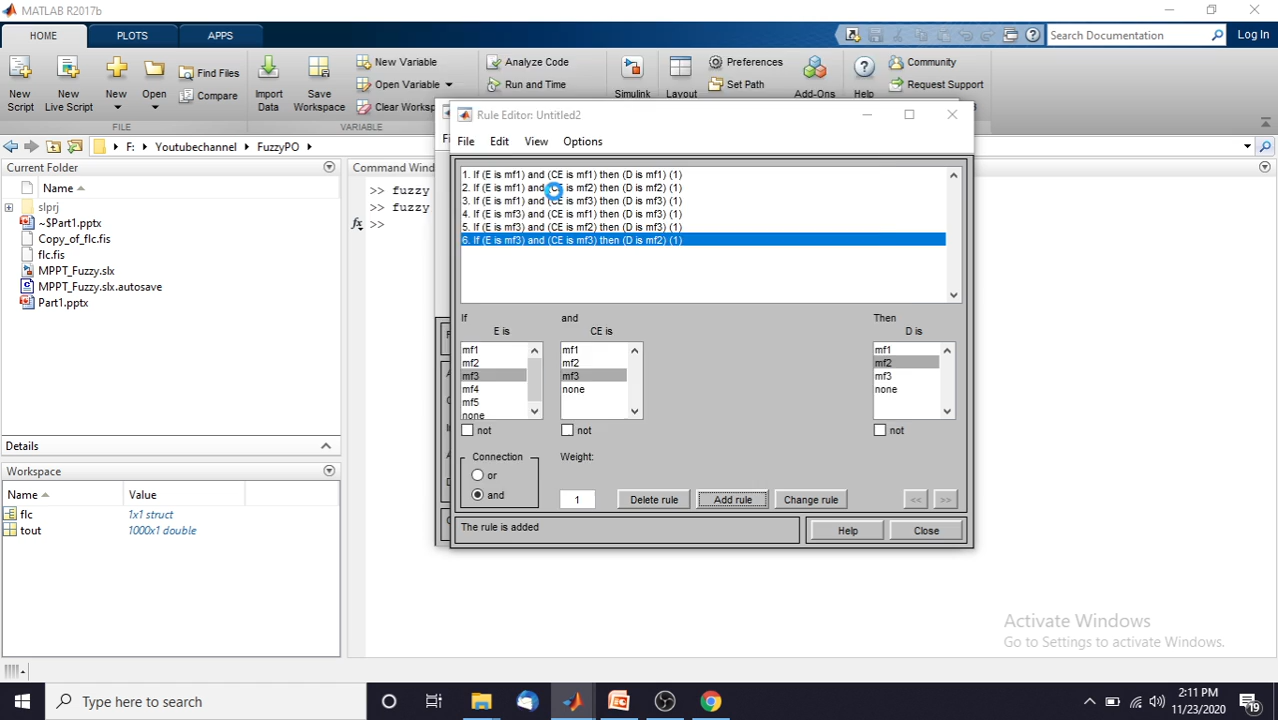 MATLAB R2017b
HOME
PLOTS
APPS
Search Documentation
Log In
New Script
New Live Script
New
Open
Find Files
Compare
Import Data
Save Workspace
New Variable
Open Variable
Clear Worksp
Analyze Code
Run and Time
Simulink
Layout
Preferences
Set Path
Add-Ons
Help
Community
Request Support
FILE
VARIABLE
F: Youtubechannel FuzzyPO
Current Folder
Name
slprj
~$Part1.pptx
Copy_of_flc.fis
flc.fis
MPPT_Fuzzy.slx
MPPT_Fuzzy.slx.autosave
Part1.pptx
Details
Workspace
Name Value
flc 1x1 struct
tout 1000x1 double
Command Wind
>> fuzzy
>> fuzzy
fx >>
Rule Editor: Untitled2
File Edit View Options
1. If (E is mf1) and (CE is mf1) then (D is mf1) (1)
2. If (E is mf1) and (CE is mf2) then (D is mf2) (1)
3. If (E is mf1) and (CE is mf3) then (D is mf3) (1)
4. If (E is mf3) and (CE is mf1) then (D is mf3) (1)
5. If (E is mf3) and (CE is mf2) then (D is mf3) (1)
6. If (E is mf3) and (CE is mf3) then (D is mf2) (1)
If and Then
E is CE is D is
mf1 mf1 mf1
mf2 mf2 mf2
mf3 mf3 mf3
mf4 none none
mf5
none
not not not
Connection
or
and
Weight:
1
Delete rule
Add rule
Change rule
<< >>
The rule is added
Help
Close
Activate Windows
Go to Settings to activate Windows.
Type here to search
2:11 PM
11/23/2020
19